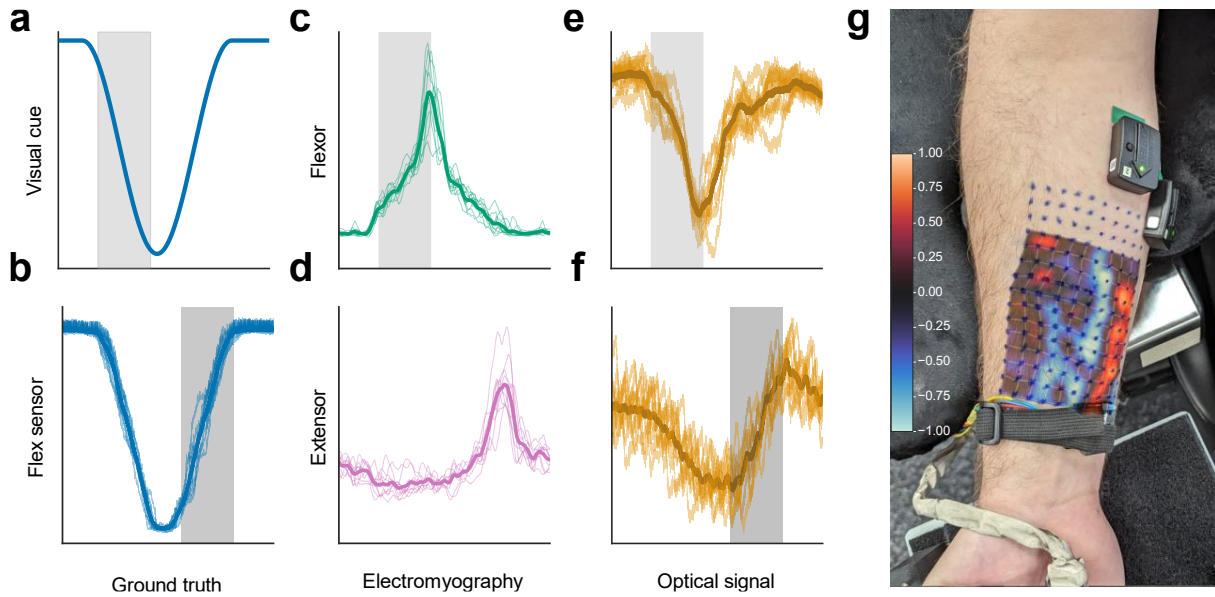 a
Visual cue
b
Flex sensor
Ground truth
c
Flexor
d
Extensor
Electromyography
e
f
Optical signal
g
1.00
0.75
0.50
0.25
0.00
−0.25
−0.50
−0.75
−1.00